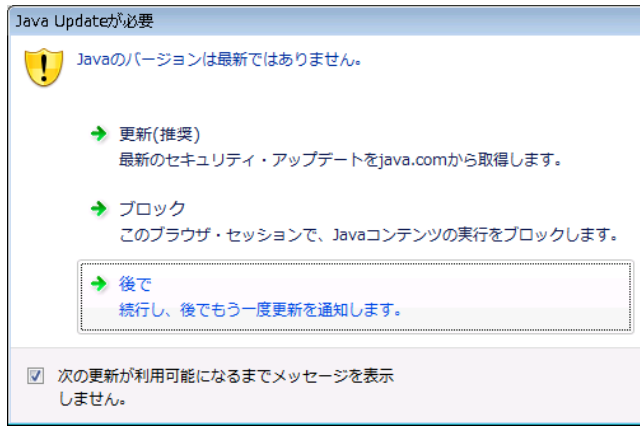 Java Updateが必要
Javaのバージョンは最新ではありません。
更新(推奨)
最新のセキュリティ・アップデートをjava.comから取得します。
ブロック
このブラウザ・セッションで、Javaコンテンツの実行をブロックします。
後で
続行し、後でもう一度更新を通知します。
次の更新が利用可能になるまでメッセージを表示
しません。